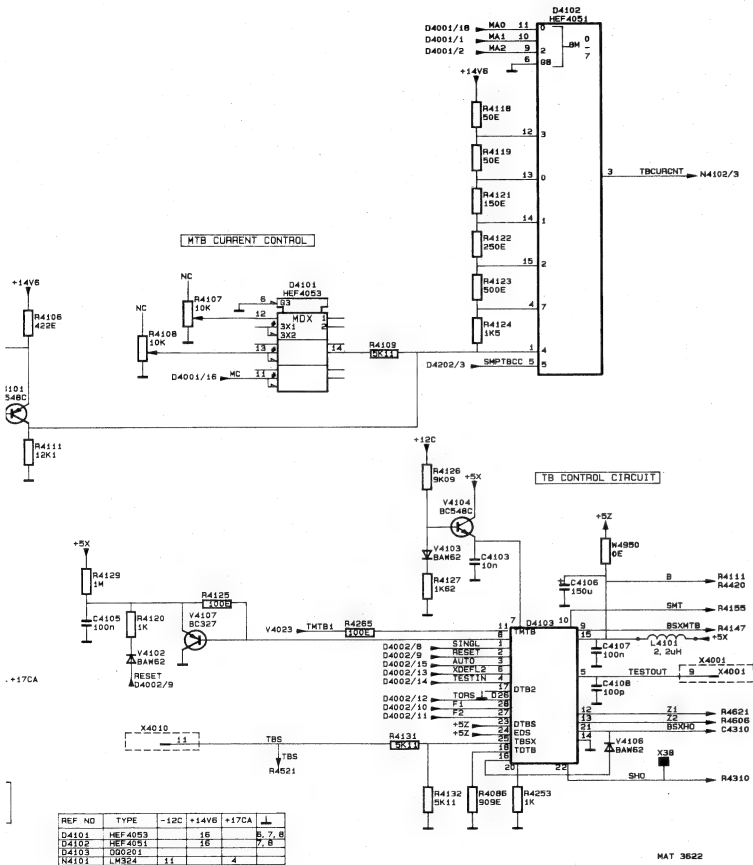 D4102
HEF4051
D4001/18 MA0 11 0
D4001/1 MA1 10 8M 0
D4001/2 MA2 9 2 7
6 G8
+14V6
R4118
50E
12 3
R4119
50E
13 0
3 TBCURCNT N4102/3
R4121
150E
14 1
MTB CURRENT CONTROL
R4122
250E
15 2
+14V6
NC
R4107
10K
D4101
HEF4053
6 G3
R4123
500E
4 7
R4106
422E
NC
R4108
10K
12 MDX 1
2
3X1
3X2
R4124
1K5
13 14 R4109
5K11
1 4
D4001/16 MC 11
D4202/3 SMPTBCC 5 5
548C
R4111
12K1
+12C
R4126
9K09
+5X
TB CONTROL CIRCUIT
V4104
BC548C
+5Z
+5X
V4103
BAW62
C4103
10n
W4950
0E
R4129
1M
R4125
100E
R4127
1K62
C4106
150u
B R4111
R4420
C4105
100n
R4120
1K
V4107
BC327
V4023 TMTB1 R4265
100E
11 7 D4103 10
TMTB
SMT R4155
8
9 BSXMTB R4147
V4102
BAW62
D4002/8 SINGL 1
15 C4107
100n
L4101
2,2uH
+5X
D4002/9 RESET 2
D4002/15 AUTO 3
D4002/13 XDEFL2 6
D4002/14 TESTIN 4
5 TESTOUT 9 X4001
X4001
RESET
D4002/9
17 DTB2
C4108
100p
+17CA
D4002/12 TORS 26
D4002/10 F1 28
D4002/11 F2 27
12 Z1 R4621
13 Z2 R4606
+5Z 23 DTBS
21 BSXHO C4310
+5Z 24 EDS
14
X4010
11 TBS
R4131
5K11
25 TBSX
18 TDTB
16
V4106
BAW62
X38
TBS
R4521
20 22 SHO R4310
R4132
5K11
R4086
909E
R4253
1K
REF NO TYPE -12C +14V6 +17CA
D4101 HEF4053 16 6, 7, 8
D4102 HEF4051 16 7, 8
D4103 OQ0201
N4101 LM324 11 4
MAT 3622